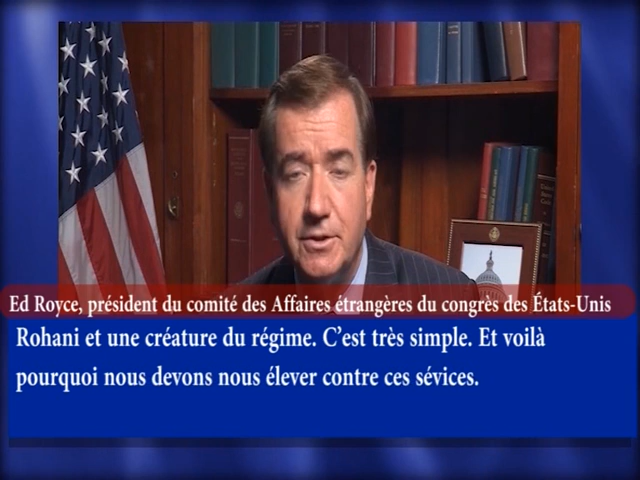 Ed Royce, président du comité des Affaires étrangères du congrès des États-Unis
Rohani et une créature du régime. C'est très simple. Et voilà
pourquoi nous devons nous élever contre ces sévices.